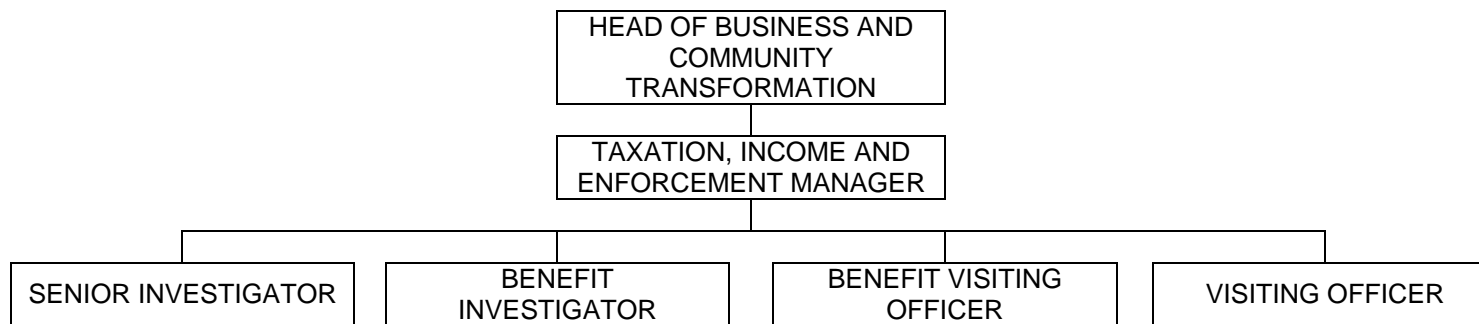 HEAD OF BUSINESS AND
COMMUNITY
TRANSFORMATION
TAXATION, INCOME AND
ENFORCEMENT MANAGER
SENIOR INVESTIGATOR
BENEFIT
INVESTIGATOR
BENEFIT VISITING
OFFICER
VISITING OFFICER